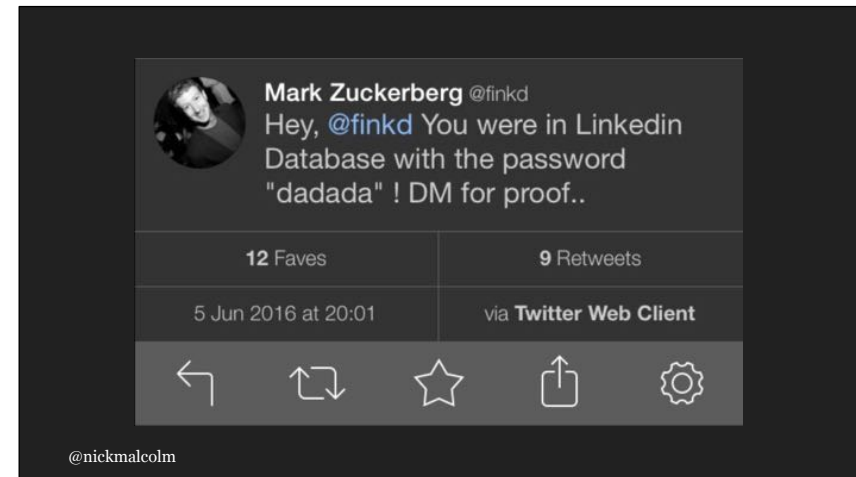 Mark Zuckerberg @finkd
Hey, @finkd You were in Linkedin
Database with the password
"dadada" ! DM for proof..
12 Faves
9 Retweets
5 Jun 2016 at 20:01
via Twitter Web Client
@nickmalcolm